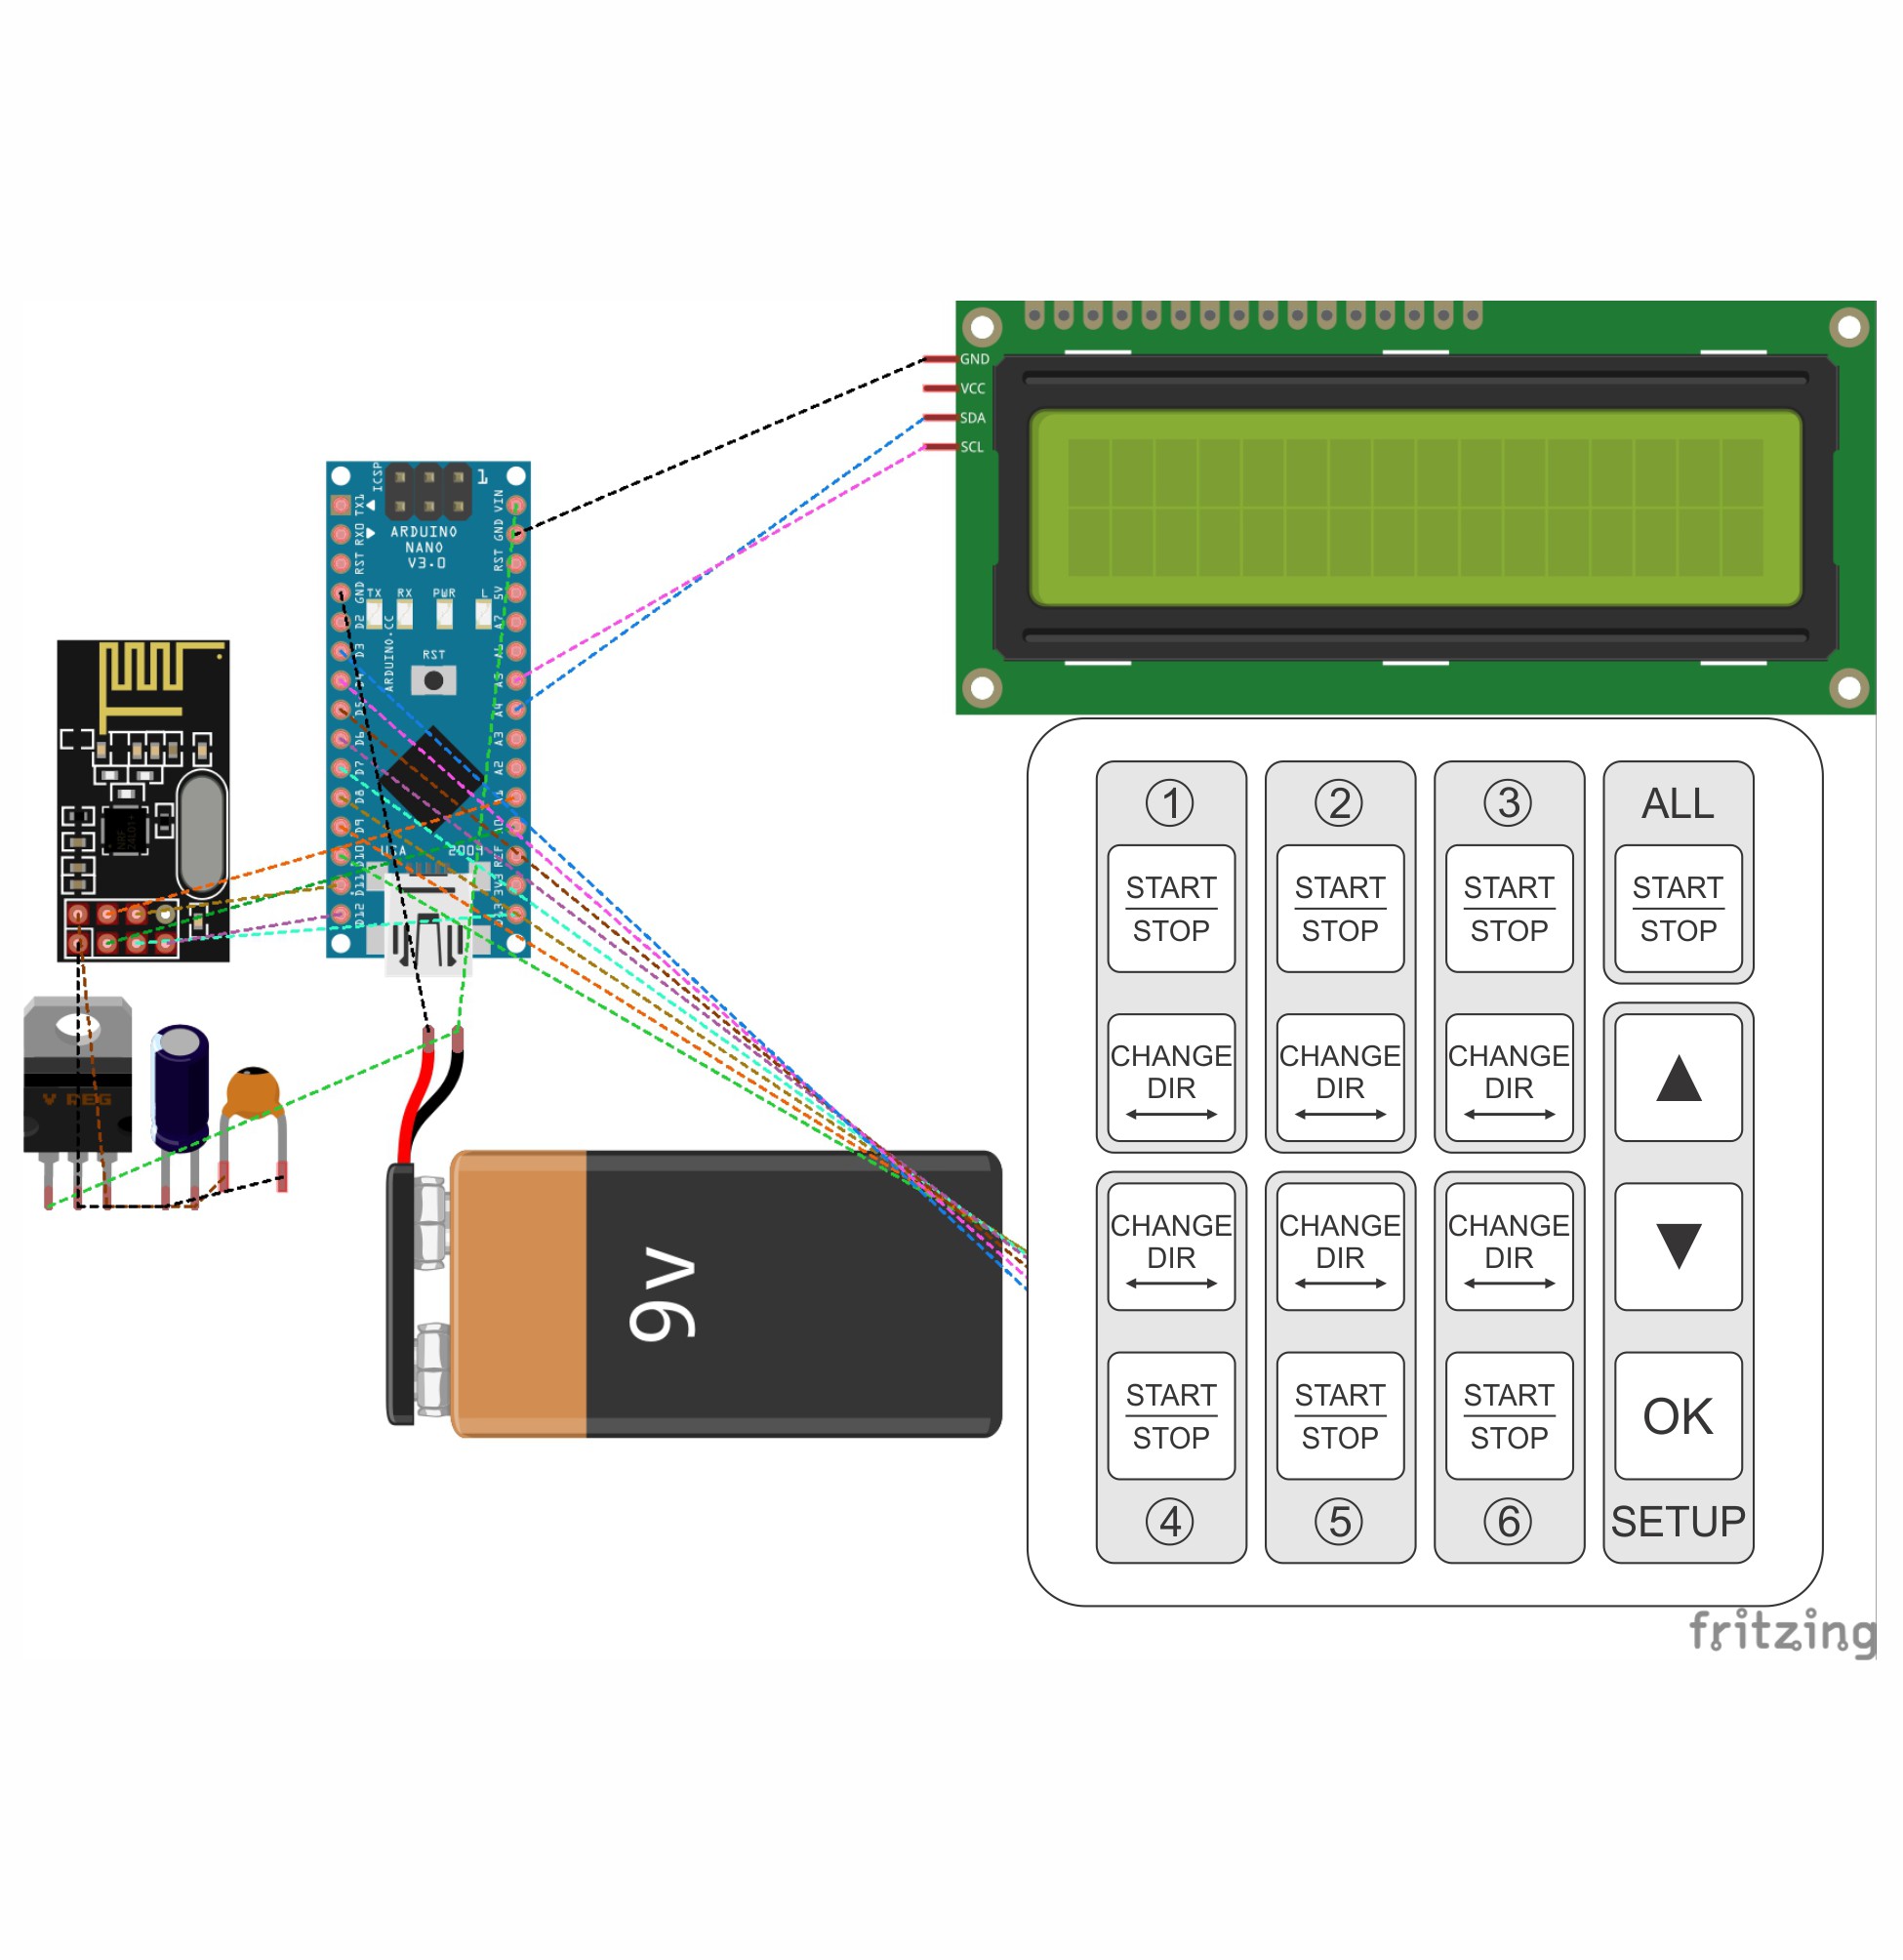 GND
VCC
SDA
SCL
ICSP
1
TX1
RX0
RST
GND
D2
D3
D5
D6
D7
D8
D9
D10
D11
D12
VIN
GND
RST
5V
A7
A5
A4
A3
A2
A1
A0
REF
3V3
ARDUINO
NANO
V3.0
TX RX PWR L
ARDUINO.CC
RST
USA
2004
NRF
24L01+
V REG
9v
1 2 3 ALL
START
STOP
START
STOP
START
STOP
START
STOP
CHANGE
DIR
CHANGE
DIR
CHANGE
DIR
CHANGE
DIR
CHANGE
DIR
CHANGE
DIR
START
STOP
START
STOP
START
STOP
OK
4 5 6 SETUP
fritzing